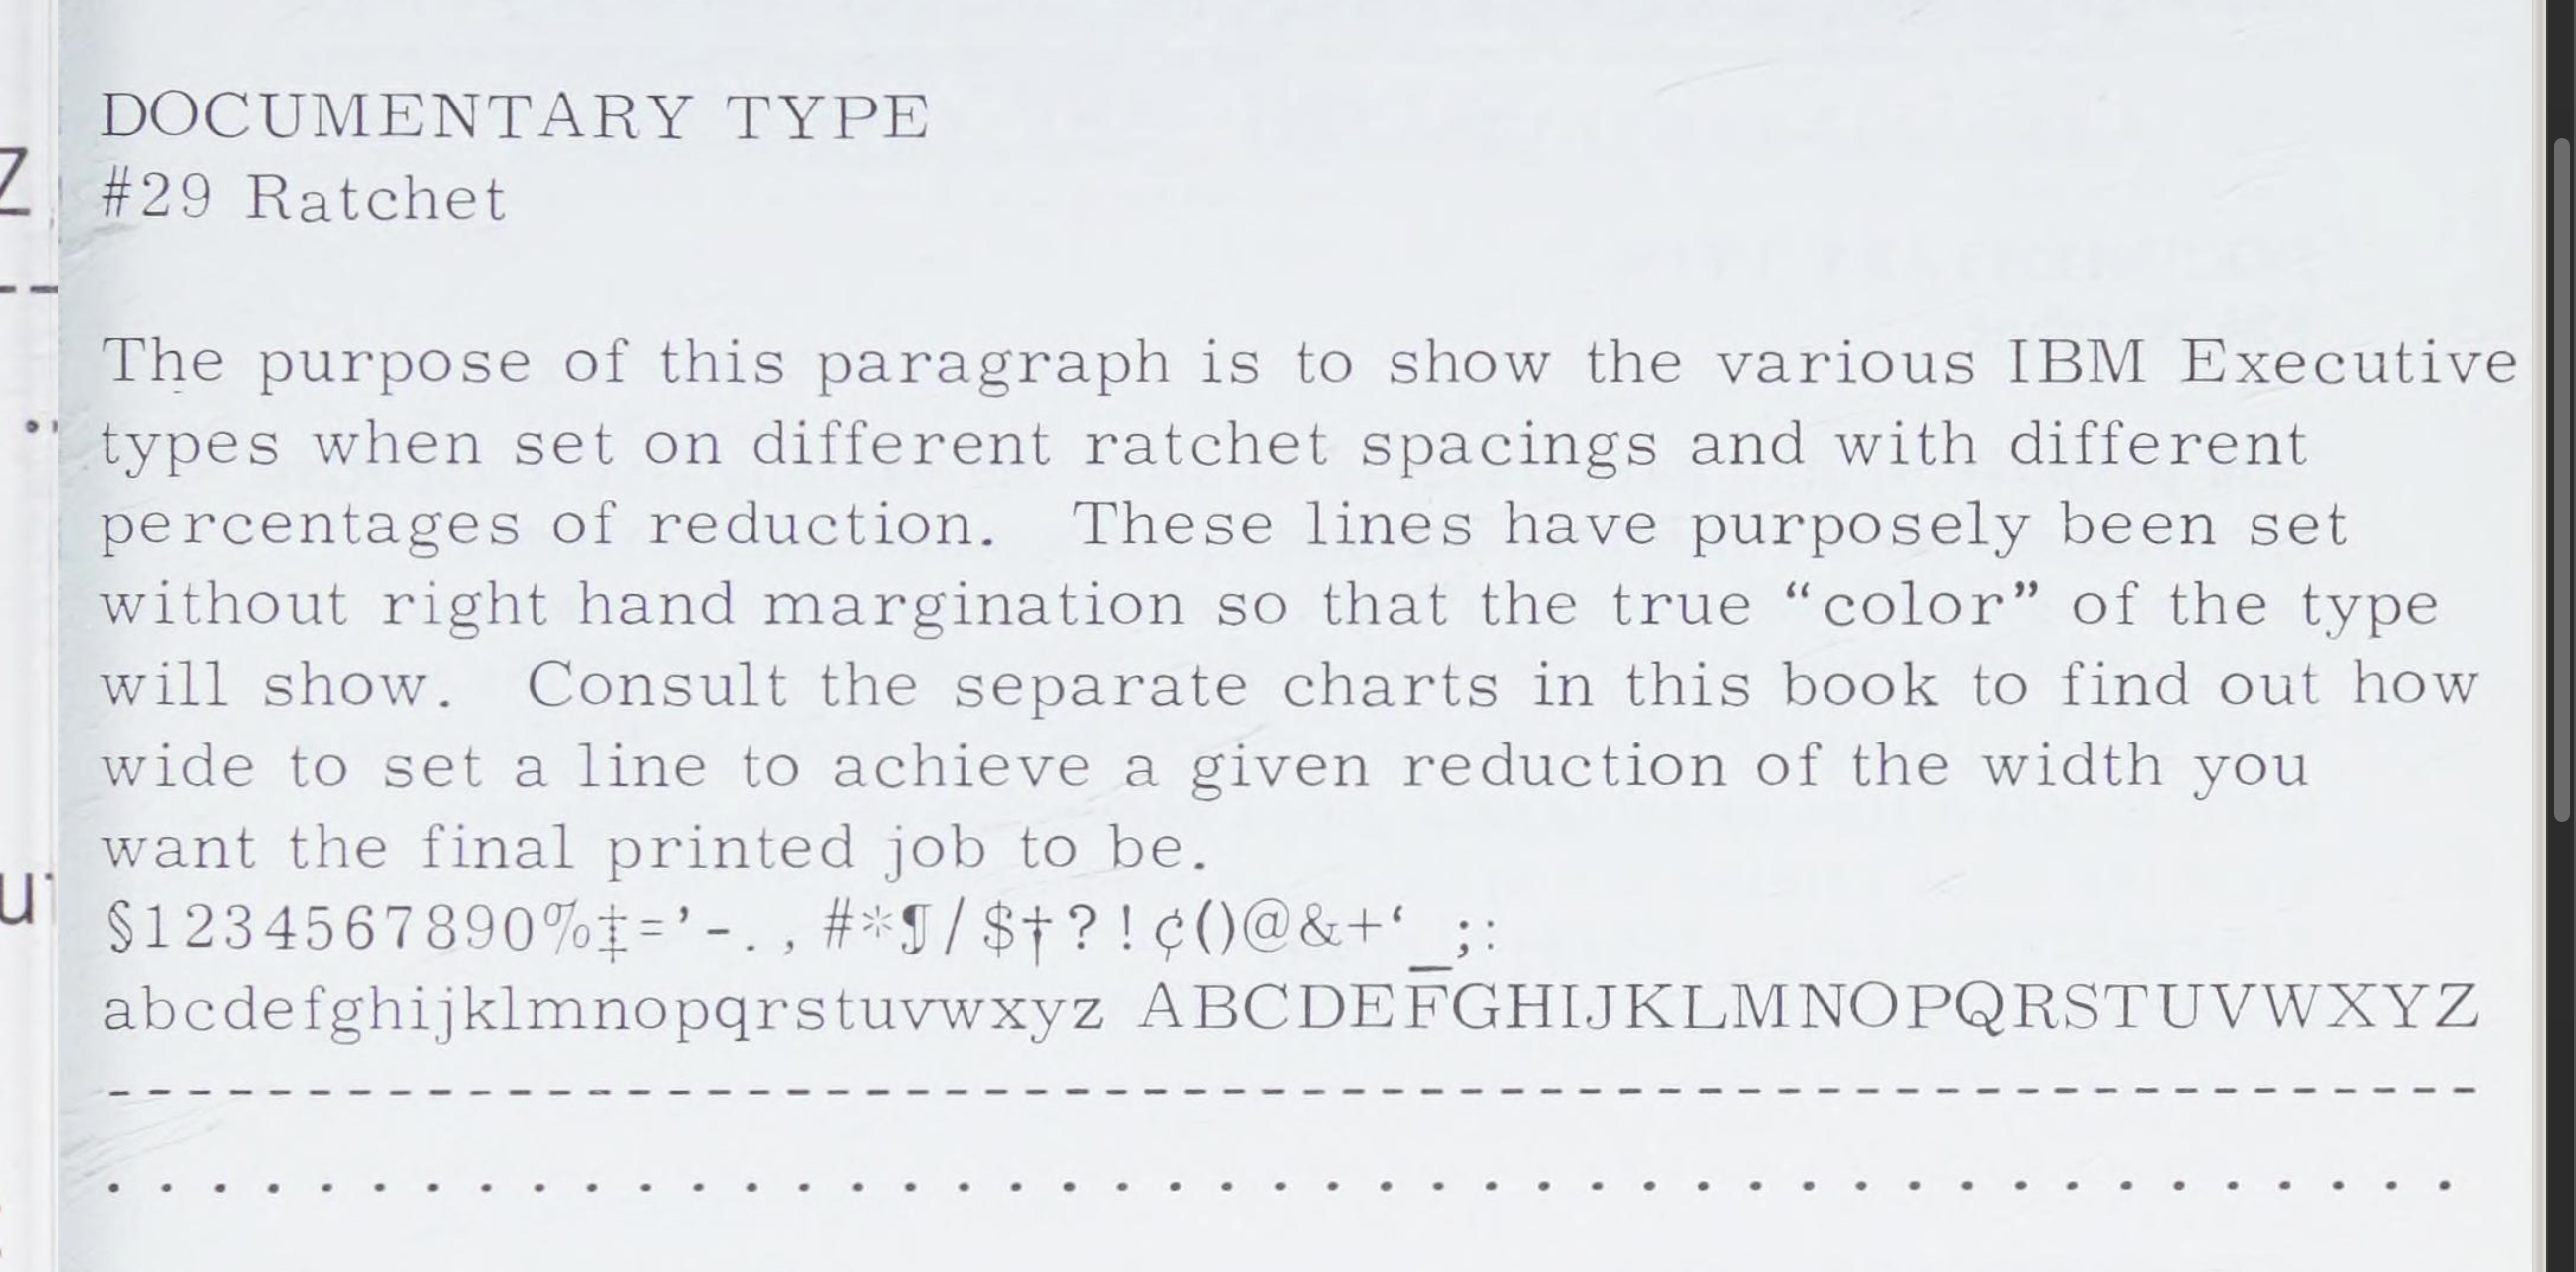 DOCUMENTARY TYPE
#29 Ratchet
The purpose of this paragraph is to show the various IBM Executive
types when set on different ratchet spacings and with different
percentages of reduction.  These lines have purposely been set
without right hand margination so that the true “color” of the type
will show.  Consult the separate charts in this book to find out how
wide to set a line to achieve a given reduction of the width you
want the final printed job to be.
§1234567890%‡=’-., #*¶/$†?!¢()@&+‘_;:
abcdefghijklmnopqrstuvwxyz ABCDEFGHIJKLMNOPQRSTUVWXYZ